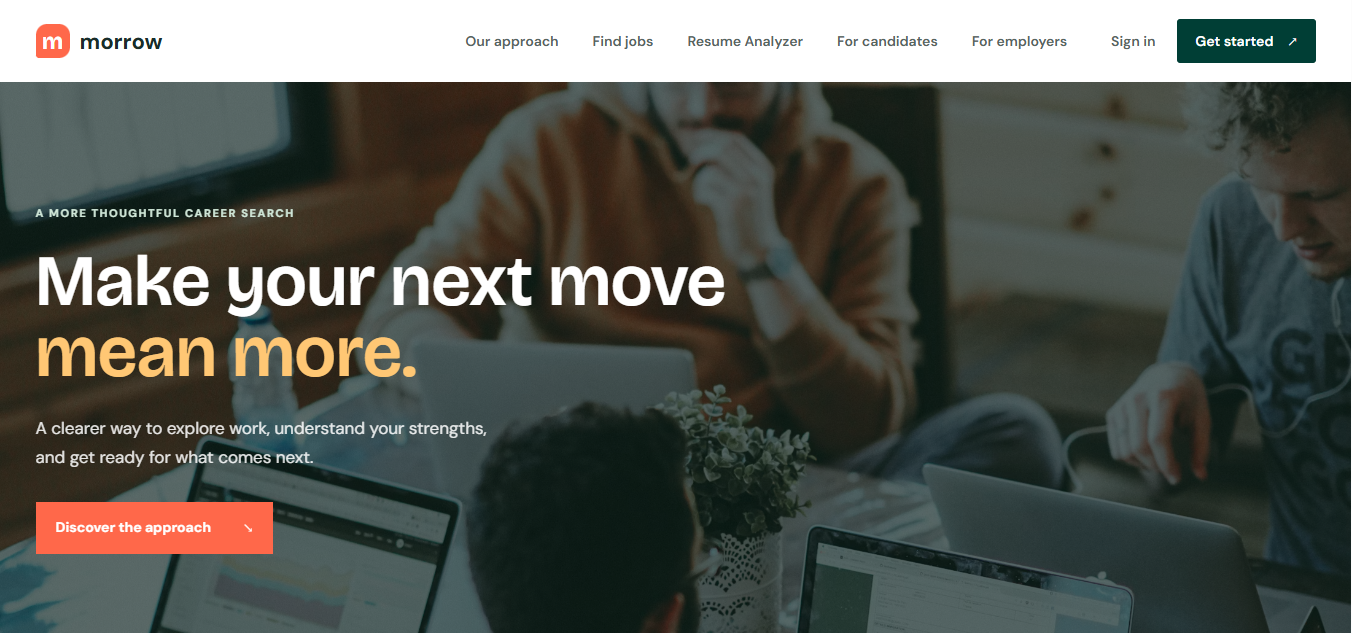 m morrow
Our approach
Find jobs
Resume Analyzer
For candidates
For employers
Sign in
Get started ↗
A MORE THOUGHTFUL CAREER SEARCH
Make your next move
mean more.
A clearer way to explore work, understand your strengths,
and get ready for what comes next.
Discover the approach ↘